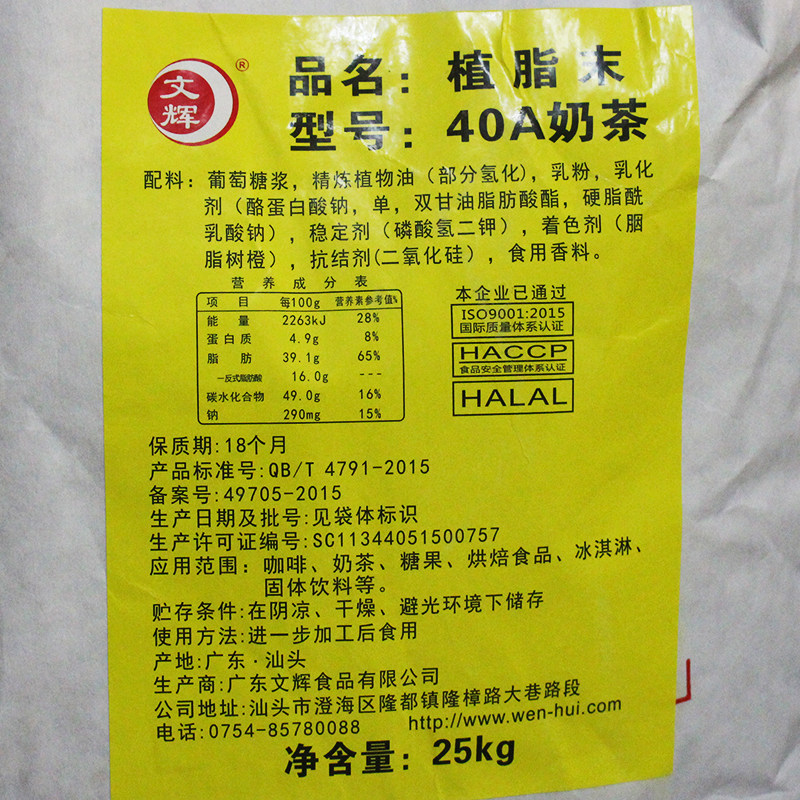 文辉®
品名：植脂末
型号：40A奶茶
配料：葡萄糖浆，精炼植物油（部分氢化），乳粉，乳化
剂（酪蛋白酸钠，单，双甘油脂肪酸酯，硬脂酰
乳酸钠），稳定剂（磷酸氢二钾），着色剂（胭
脂树橙），抗结剂(二氧化硅），食用香料。
营养成分表
项目 每100g 营养素参考值%
能量 2263kJ 28%
蛋白质 4.9g 8%
脂肪 39.1g 65%
—反式脂肪酸 16.0g ---
碳水化合物 49.0g 16%
钠 290mg 15%
本企业已通过
ISO9001:2015
国际质量体系认证
HACCP
食品安全管理体系认证
HALAL
保质期:18个月
产品标准号:QB/T 4791-2015
备案号:49705-2015
生产日期及批号:见袋体标识
生产许可证编号:SC11344051500757
应用范围：咖啡、奶茶、糖果、烘焙食品、冰淇淋、
固体饮料等。
贮存条件:在阴凉、干燥、避光环境下储存
使用方法:进一步加工后食用
产地:广东·汕头
生产商:广东文辉食品有限公司
公司地址:汕头市澄海区隆都镇隆樟路大巷路段
电话:0754-85780088 http://www.wen-hui.com
净含量：25kg